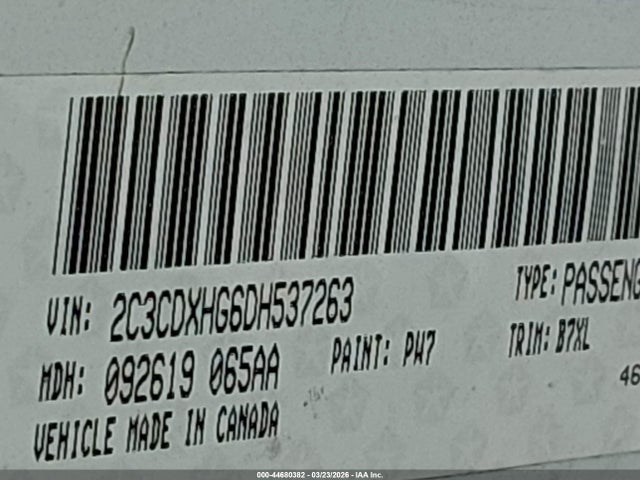 VIN: 2C3CDXHG6DH537263 TYPE: PASSENG
MDH: 092619 065AA PAINT: PW7 TRIM: B7XL
46
VEHICLE MADE IN CANADA
000-44680382 - 03/23/2026 - IAA Inc.